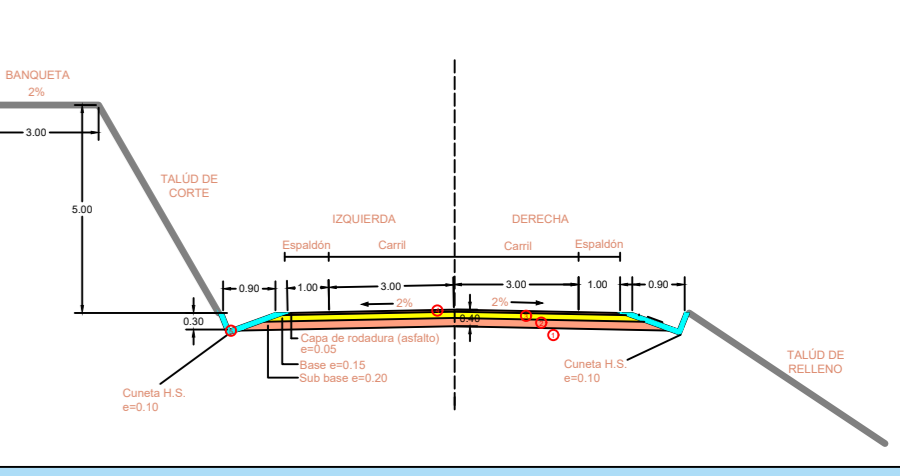 BANQUETA
2%
3.00
TALÚD DE
CORTE
5.00
IZQUIERDA
DERECHA
Espaldón
Carril
Carril
Espaldón
0.90
1.00
3.00
3.00
1.00
0.90
2%
2%
0.30
0.40
1
Capa de rodadura (asfalto)
e=0.05
Base e=0.15
Sub base e=0.20
Cuneta H.S.
e=0.10
Cuneta H.S.
e=0.10
TALÚD DE
RELLENO